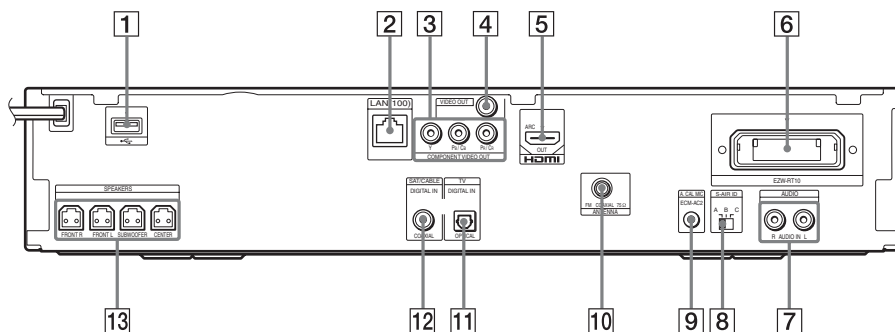 1
2
3
4
5
6
LAN(100)
VIDEO OUT
Y
PB / CB
PR / CR
COMPONENT VIDEO OUT
ARC
OUT
HDMI
EZW-RT10
SPEAKERS
FRONT R
FRONT L
SUBWOOFER
CENTER
SAT/CABLE
DIGITAL IN
COAXIAL
TV
DIGITAL IN
OPTICAL
FM COAXIAL 75Ω
ANTENNA
A. CAL MIC
ECM-AC2
S-AIR ID
A B C
AUDIO
R AUDIO IN L
13
12
11
10
9
8
7